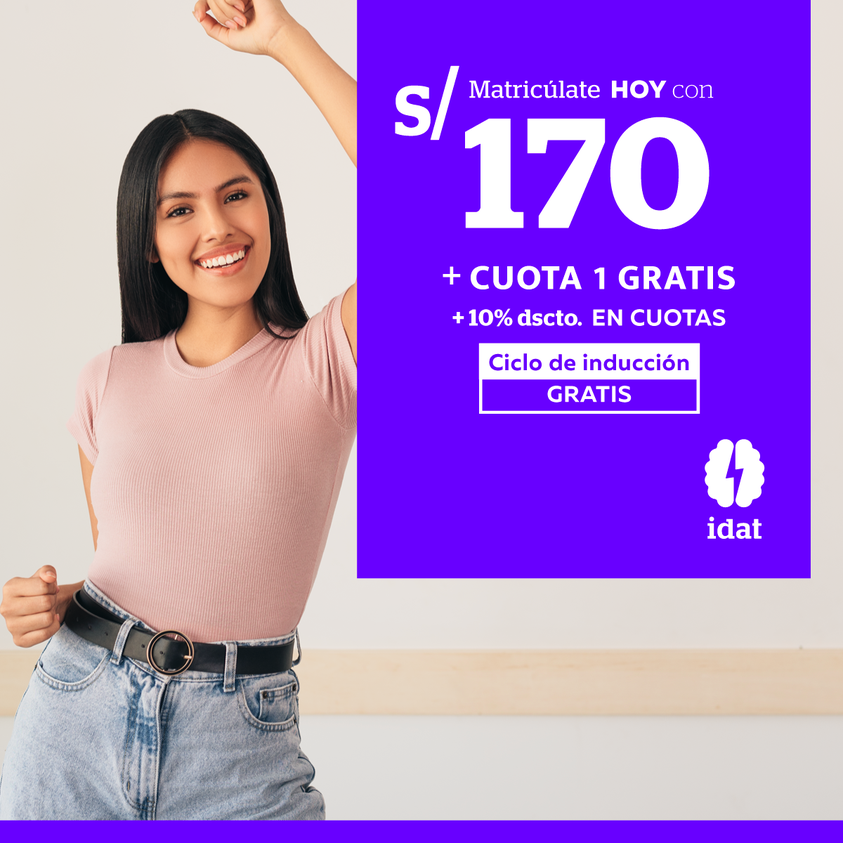 Matricúlate HOY con
S/170
+ CUOTA 1 GRATIS
+10% dscto. EN CUOTAS
Ciclo de inducción
GRATIS
idat